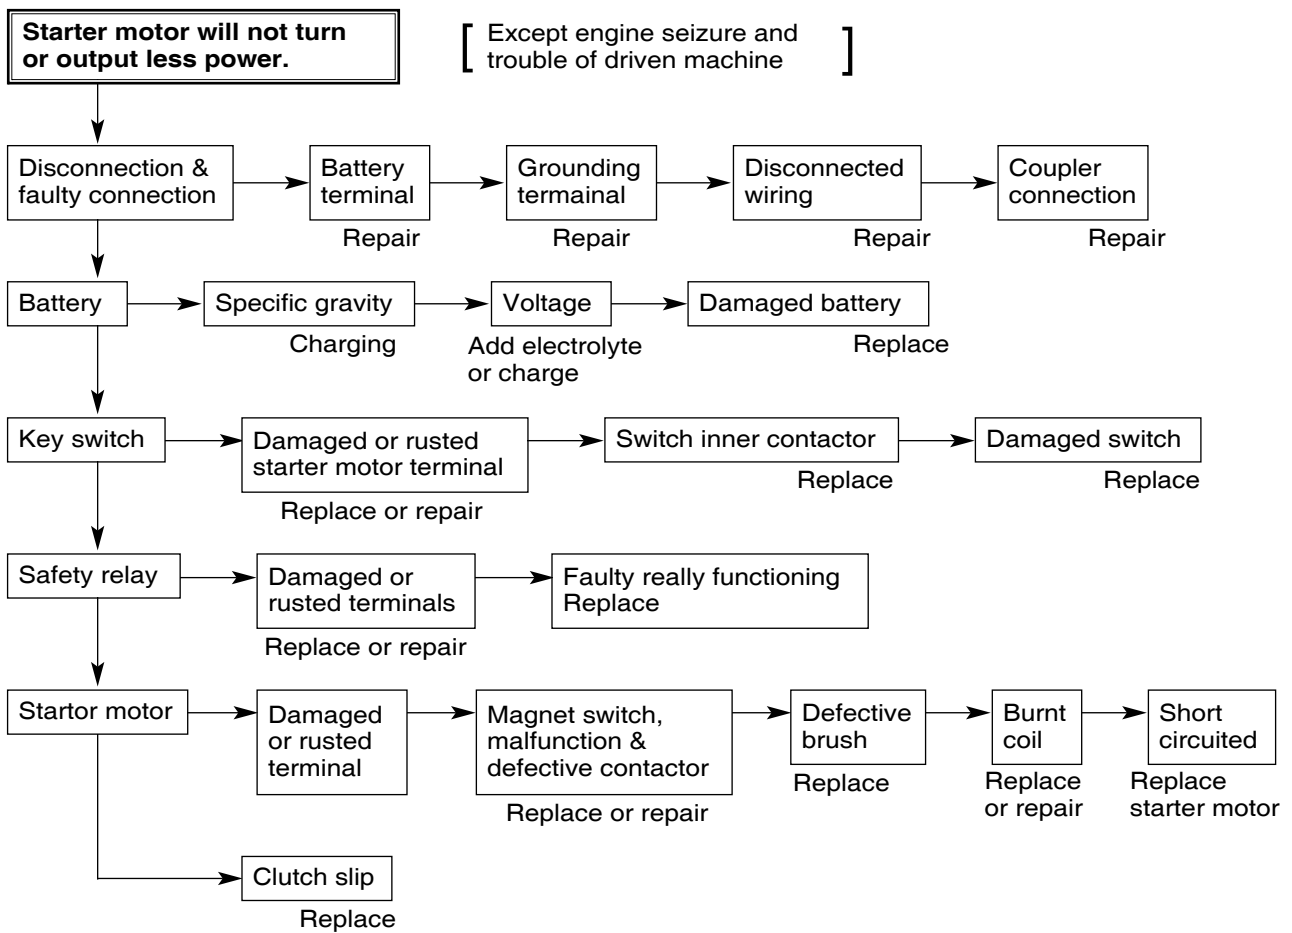 Starter motor will not turn
or output less power.
[ Except engine seizure and
trouble of driven machine ]
Disconnection &
faulty connection
Battery
terminal
Repair
Grounding
termainal
Repair
Disconnected
wiring
Repair
Coupler
connection
Repair
Battery
Specific gravity
Charging
Voltage
Add electrolyte
or charge
Damaged battery
Replace
Key switch
Damaged or rusted
starter motor terminal
Replace or repair
Switch inner contactor
Replace
Damaged switch
Replace
Safety relay
Damaged or
rusted terminals
Replace or repair
Faulty really functioning
Replace
Startor motor
Damaged
or rusted
terminal
Magnet switch,
malfunction &
defective contactor
Replace or repair
Defective
brush
Replace
Burnt
coil
Replace
or repair
Short
circuited
Replace
starter motor
Clutch slip
Replace